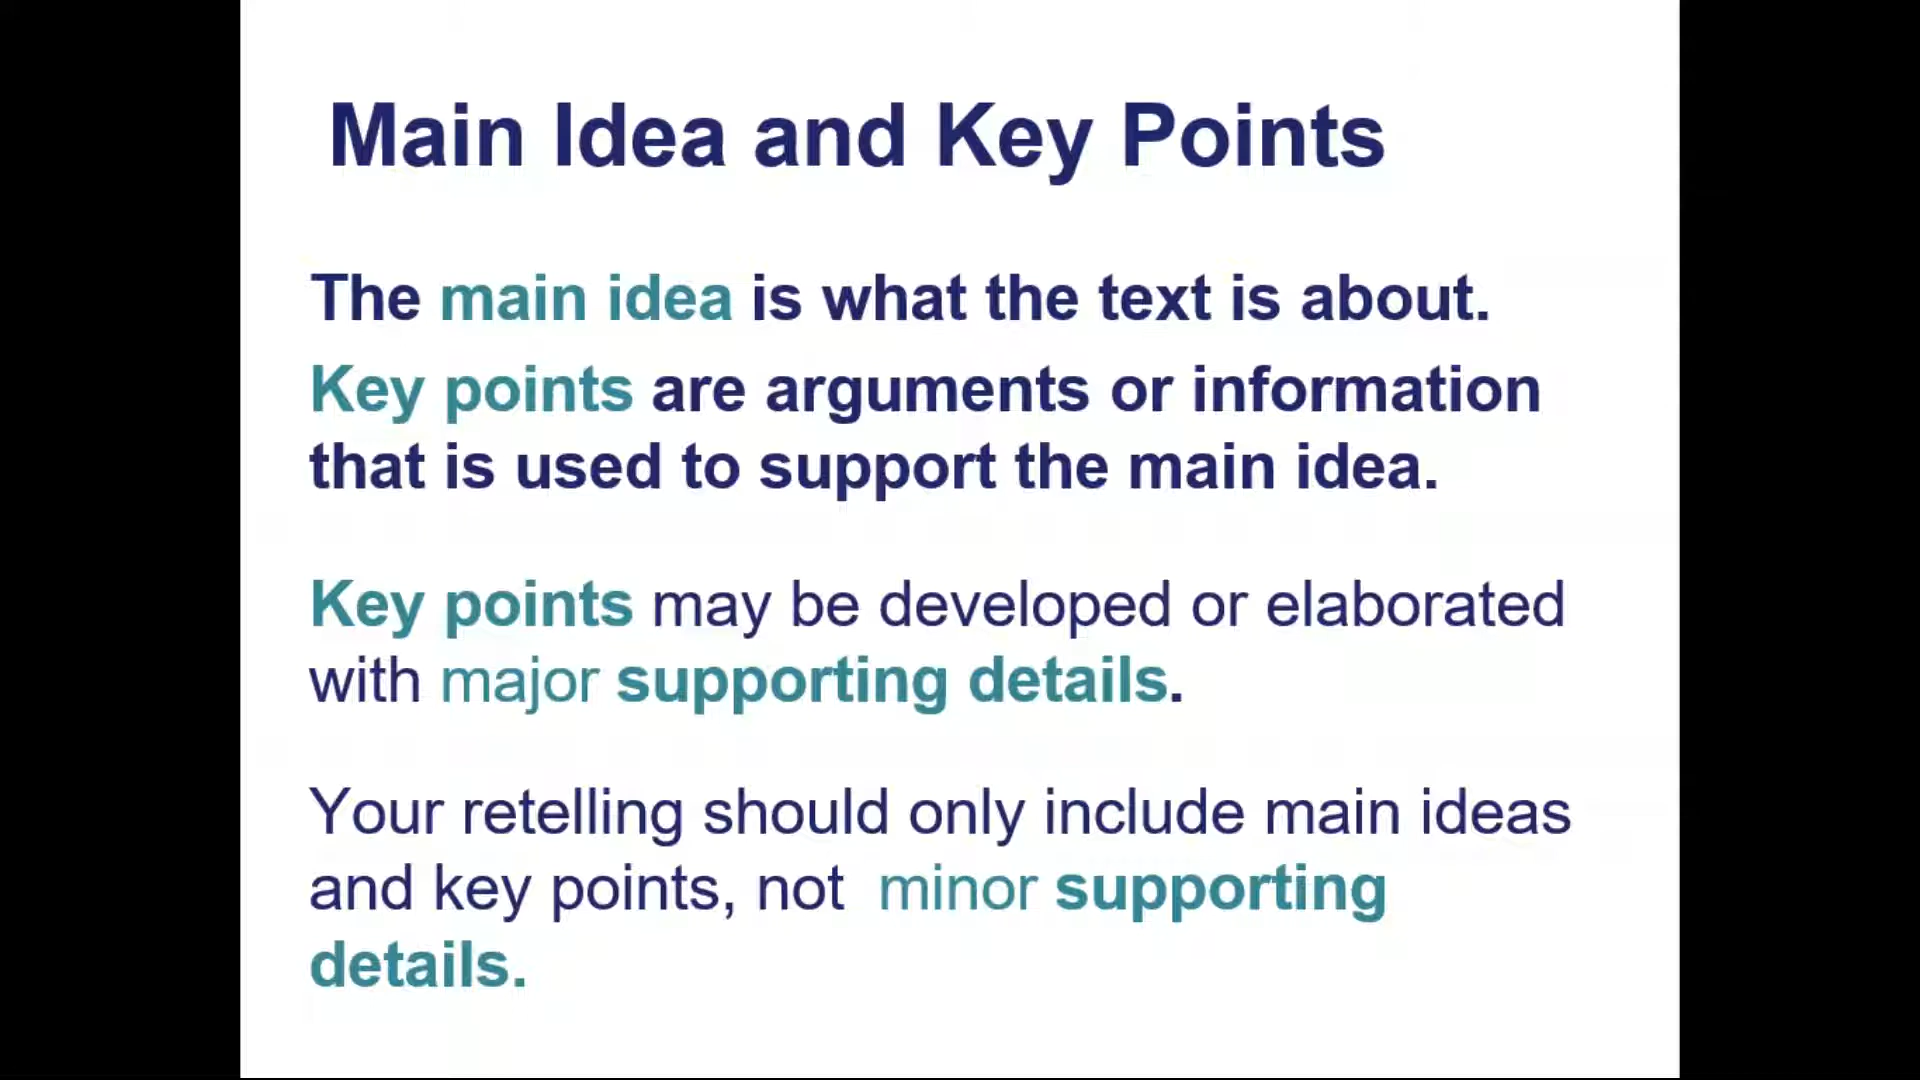 Main Idea and Key Points
The main idea is what the text is about.
Key points are arguments or information
that is used to support the main idea.
Key points may be developed or elaborated
with major supporting details.
Your retelling should only include main ideas
and key points, not minor supporting
details.